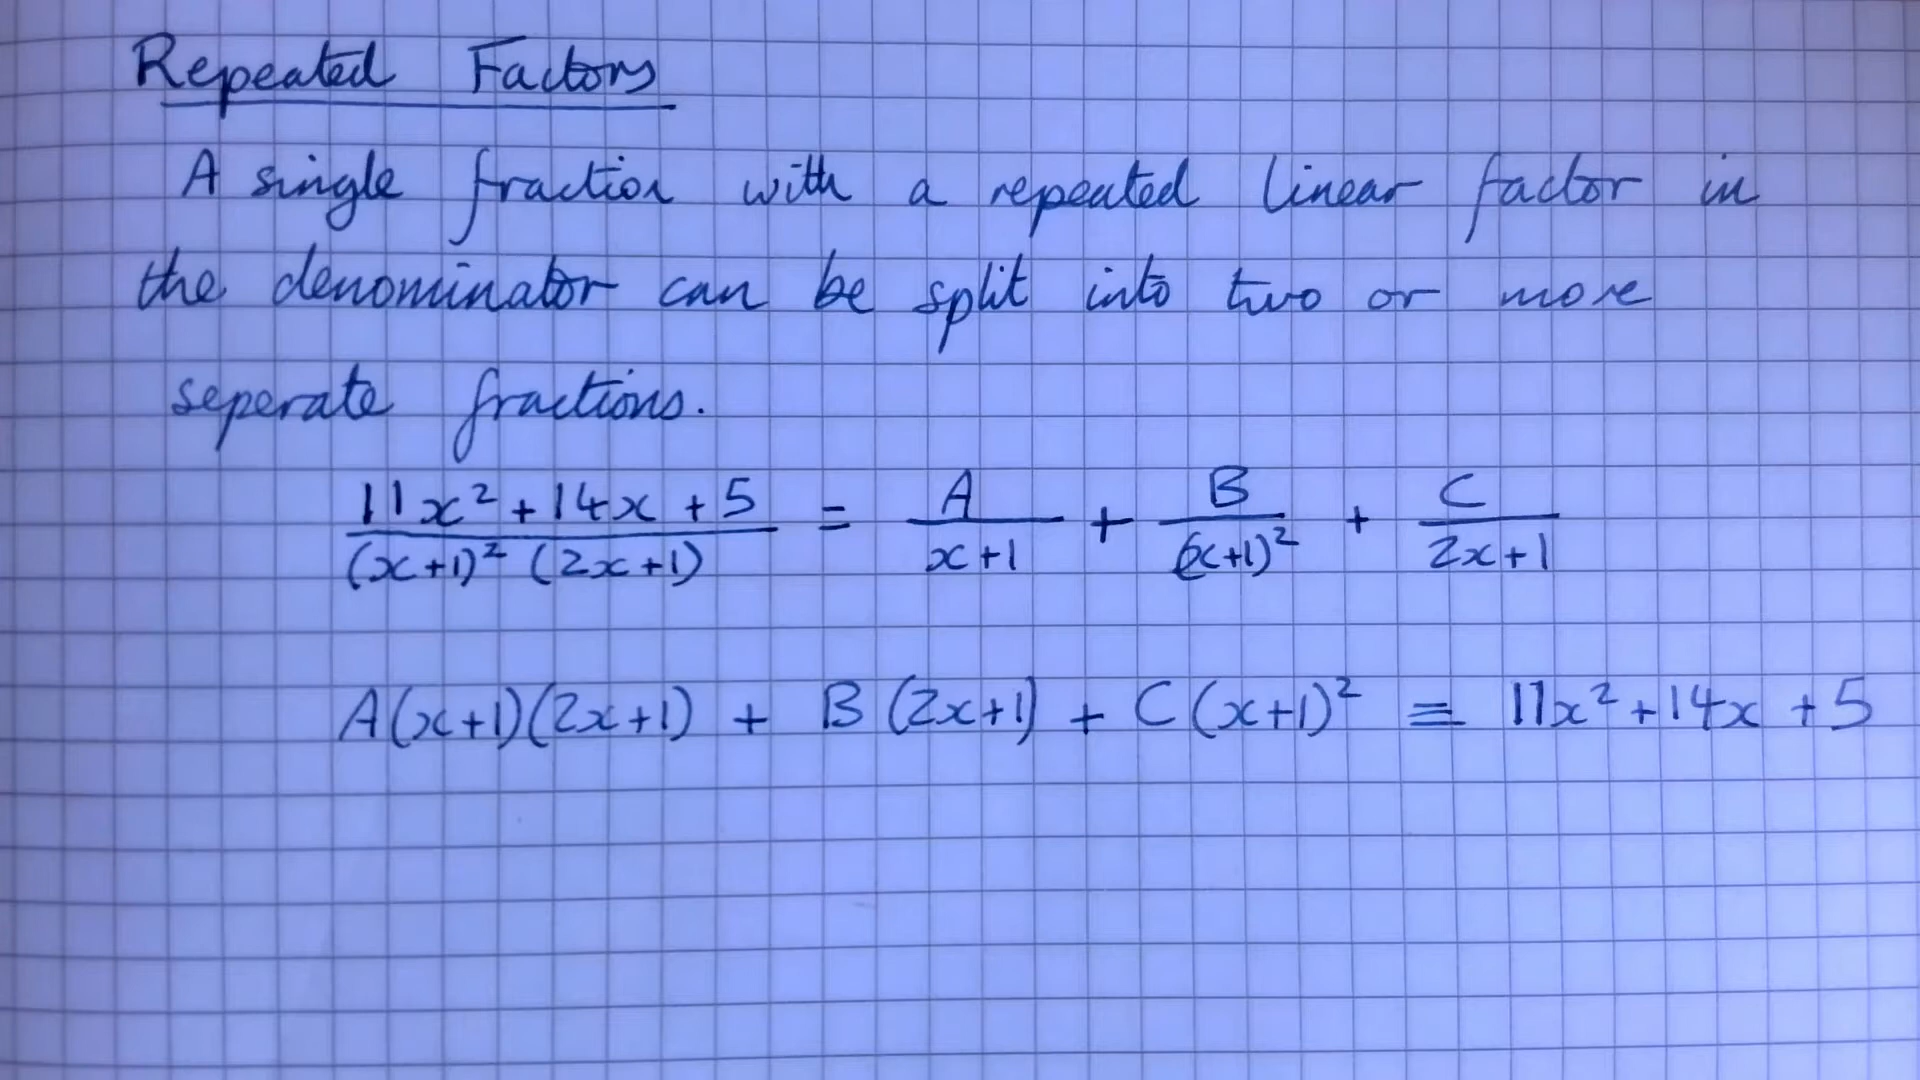 Repeated Factors
A single fraction with a repeated linear factor in
the denominator can be split into two or more
seperate fractions.
11x² + 14x + 5 / (x+1)² (2x+1) = A / x+1 + B / (x+1)² + C / 2x+1
A(x+1)(2x+1) + B(2x+1) + C(x+1)² ≡ 11x² + 14x + 5